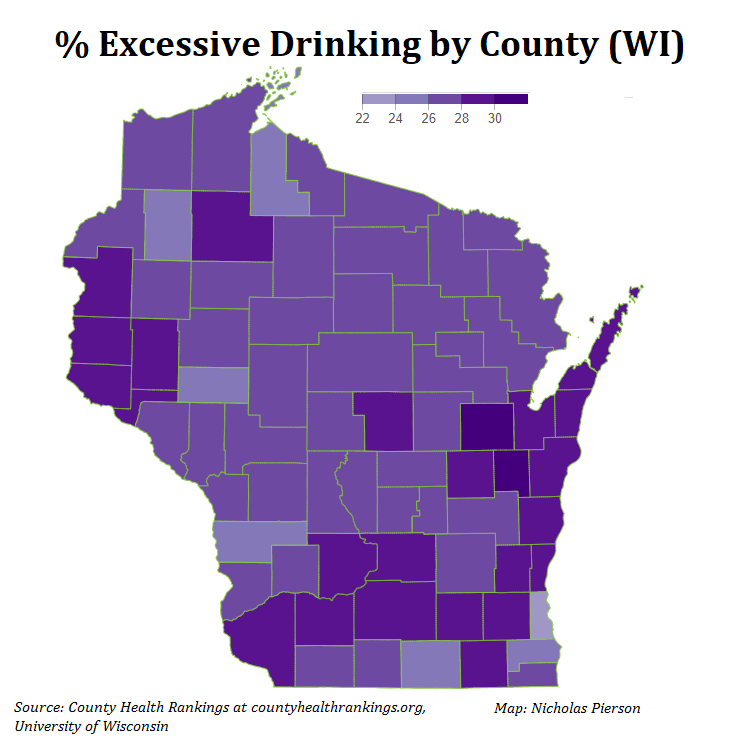 % Excessive Drinking by County (WI)
22 24 26 28 30
Source: County Health Rankings at countyhealthrankings.org,
University of Wisconsin
Map: Nicholas Pierson